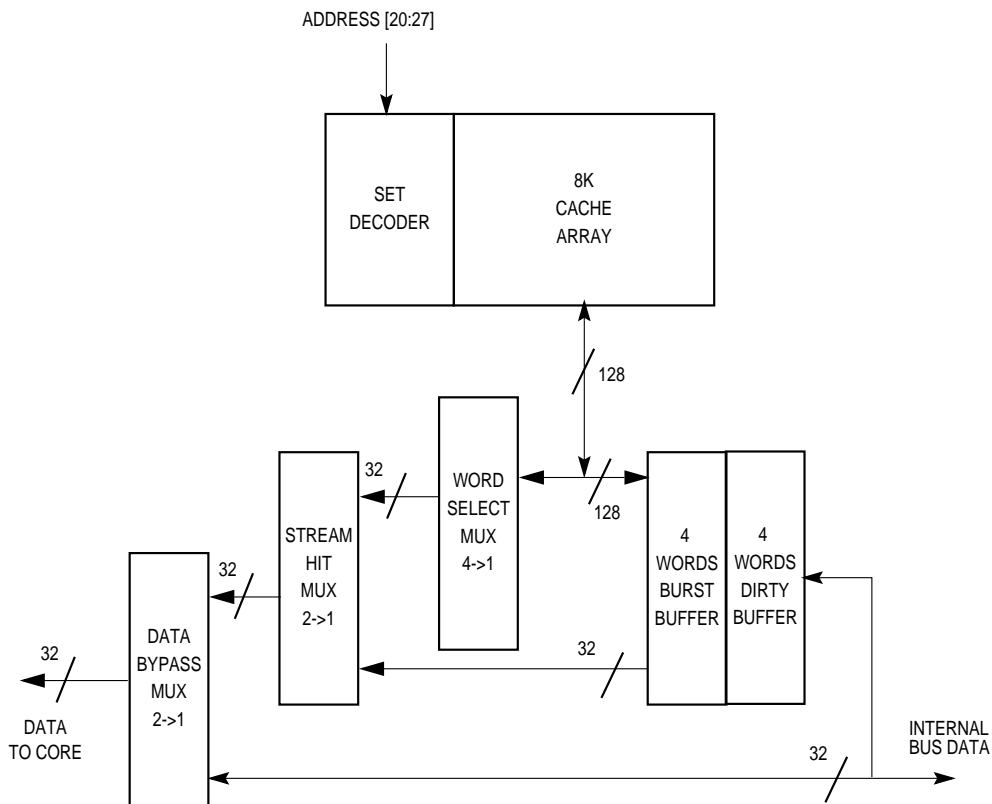 ADDRESS [20:27]
SET
DECODER
8K
CACHE
ARRAY
128
32
WORD
SELECT
MUX
4->1
128
STREAM
HIT
MUX
2->1
4
WORDS
BURST
BUFFER
4
WORDS
DIRTY
BUFFER
32
DATA
BYPASS
MUX
2->1
32
32
DATA
TO CORE
32
INTERNAL
BUS DATA